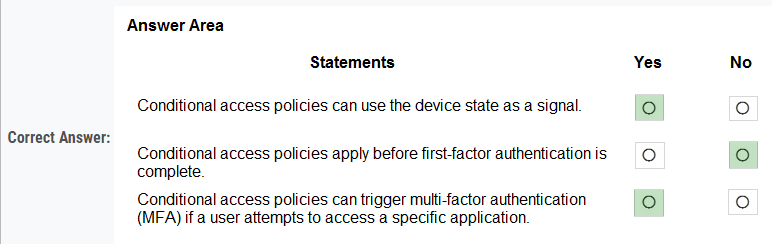 Answer Area
Statements Yes No
Correct Answer:
Conditional access policies can use the device state as a signal.
Conditional access policies apply before first-factor authentication is
complete.
Conditional access policies can trigger multi-factor authentication
(MFA) if a user attempts to access a specific application.